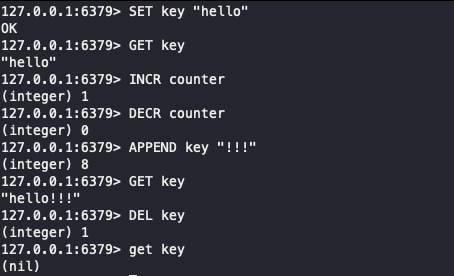 127.0.0.1:6379> SET key "hello"
OK
127.0.0.1:6379> GET key
"hello"
127.0.0.1:6379> INCR counter
(integer) 1
127.0.0.1:6379> DECR counter
(integer) 0
127.0.0.1:6379> APPEND key "!!!"
(integer) 8
127.0.0.1:6379> GET key
"hello!!!"
127.0.0.1:6379> DEL key
(integer) 1
127.0.0.1:6379> get key
(nil)